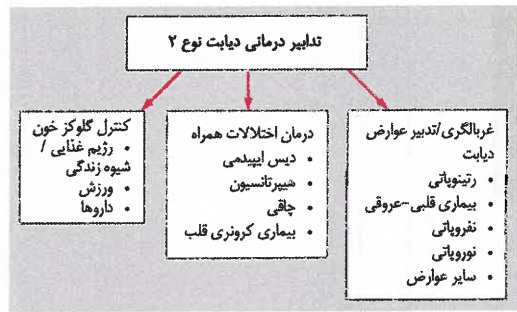 تدابیر درمانی دیابت نوع ۲
غربالگری/تدبیر عوارض
دیابت
• رتینوپاتی
• بیماری قلبی-عروقی
• نفروپاتی
• نوروپاتی
• سایر عوارض
درمان اختلالات همراه
• دیس لیپیدمی
• هیپرتانسیون
• چاقی
• بیماری کرونری قلب
کنترل گلوکز خون
• رژیم غذایی /
شیوه زندگی
• ورزش
• داروها